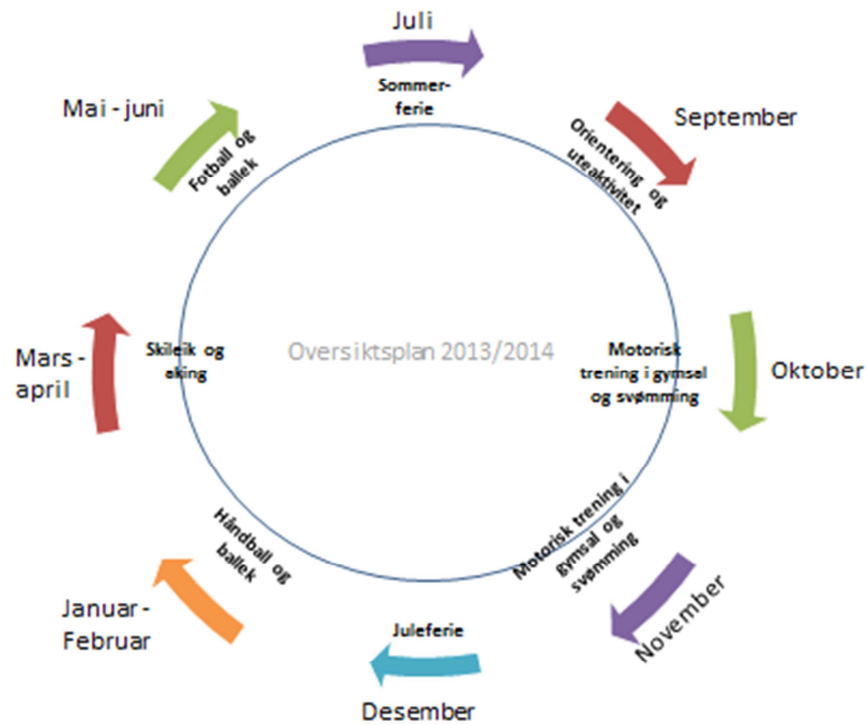 Juli
Sommer-
ferie
September
Orientering og
uteaktivitet
Oktober
Motorisk
trening i gymsal
og svømming
November
Motorisk trening i
gymsal og
svømming
Desember
Juleferie
Januar-
Februar
Håndball og
ballek
Mars -
april
Skileik og
aking
Mai - juni
Fotball og
ballek
Oversiktsplan 2013/2014